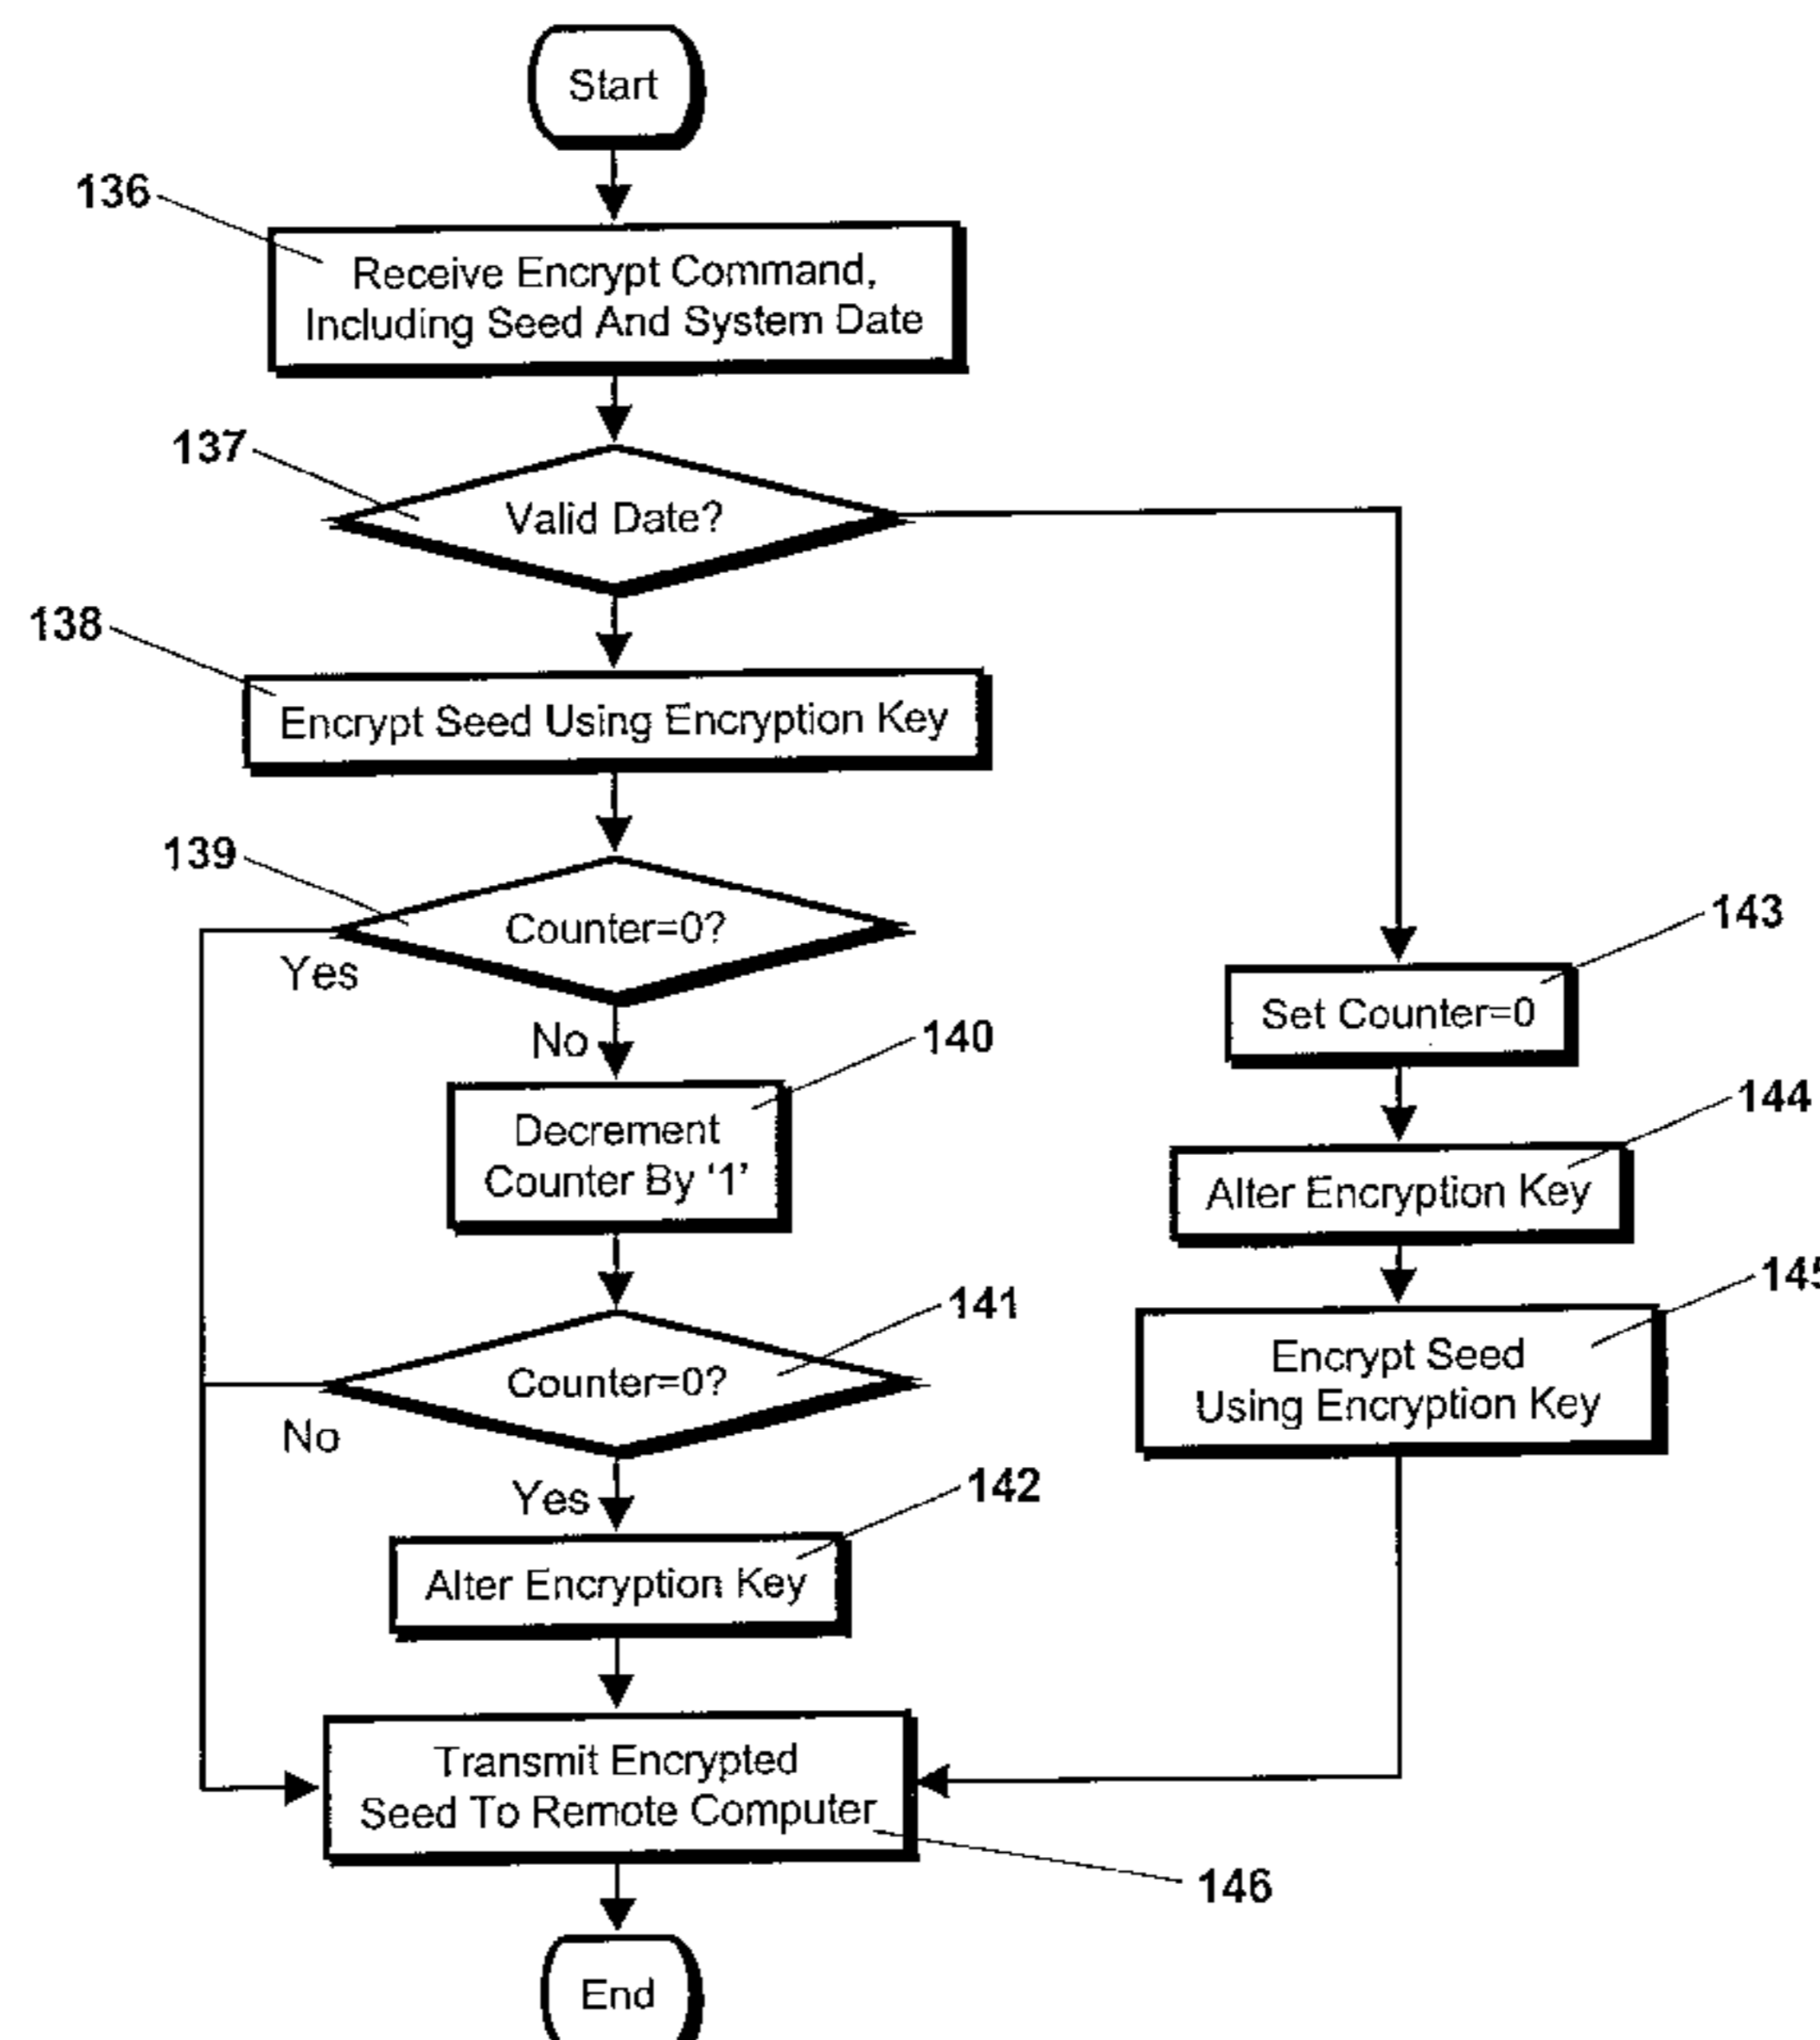 Start
136
Receive Encrypt Command,
Including Seed And System Date
137
Valid Date?
138
Encrypt Seed Using Encryption Key
139
Counter=0?
Yes
No
140
Decrement
Counter By ‘1’
141
Counter=0?
No
Yes
142
Alter Encryption Key
143
Set Counter=0
144
Alter Encryption Key
145
Encrypt Seed
Using Encryption Key
Transmit Encrypted
Seed To Remote Computer
146
End